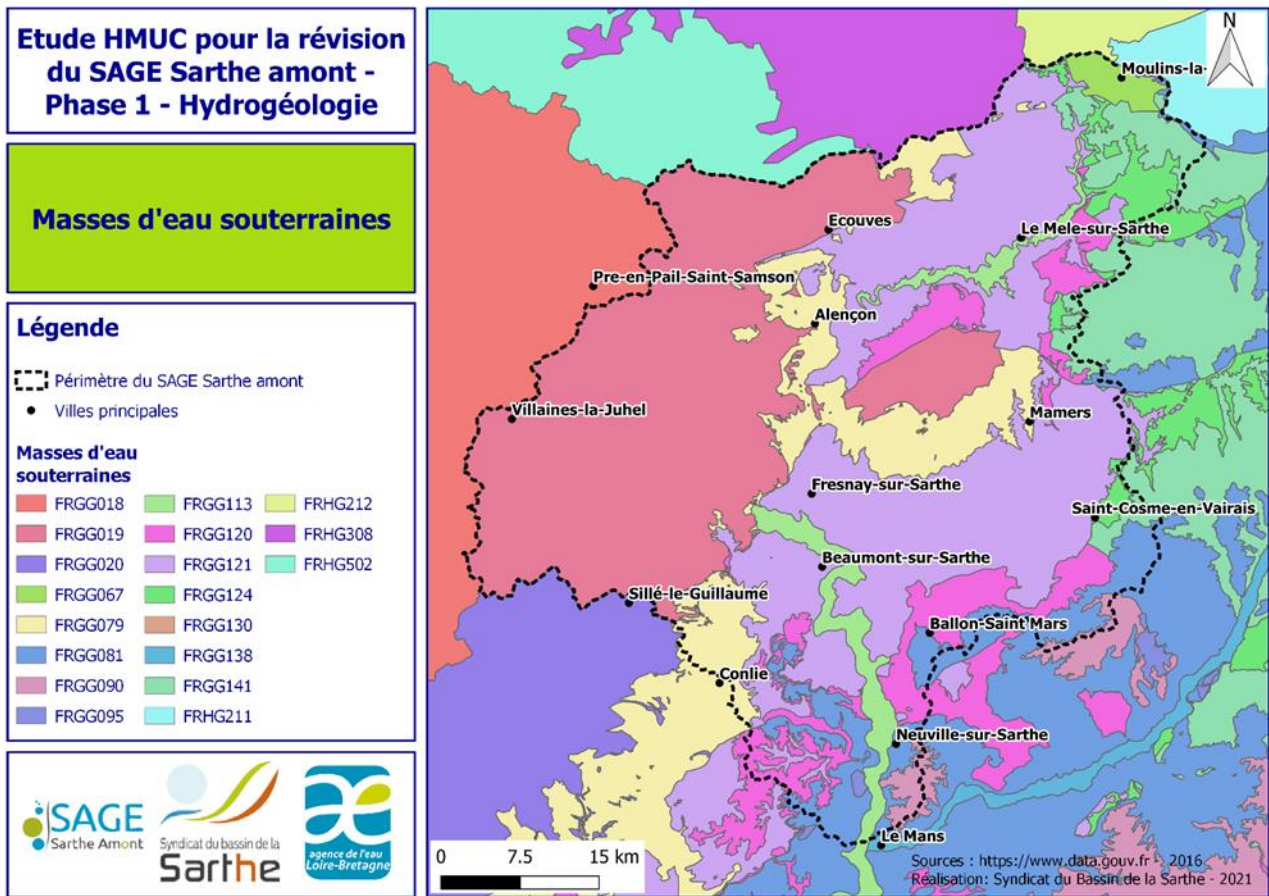 Etude HMUC pour la révision
du SAGE Sarthe amont -
Phase 1 - Hydrogéologie
Masses d'eau souterraines
Légende
Périmètre du SAGE Sarthe amont
Villes principales
Masses d'eau
souterraines
FRGG018
FRGG019
FRGG020
FRGG067
FRGG079
FRGG081
FRGG090
FRGG095
FRGG113
FRGG120
FRGG121
FRGG124
FRGG130
FRGG138
FRGG141
FRHG211
FRHG212
FRHG308
FRHG502
SAGE
Sarthe Amont
Syndicat du bassin de la
Sarthe
agence de l'eau
Loire-Bretagne
N
Moulins-la-
Ecouves
Le Mele-sur-Sarthe
Pre-en-Pail-Saint-Samson
Alençon
Villaines-la-Juhel
Mamers
Fresnay-sur-Sarthe
Saint-Cosme-en-Vairais
Beaumont-sur-Sarthe
Sillé-le-Guillaume
Ballon-Saint Mars
Conlie
Neuville-sur-Sarthe
Le Mans
0 7.5 15 km
Sources : https://www.data.gouv.fr - 2016
Réalisation: Syndicat du Bassin de la Sarthe - 2021